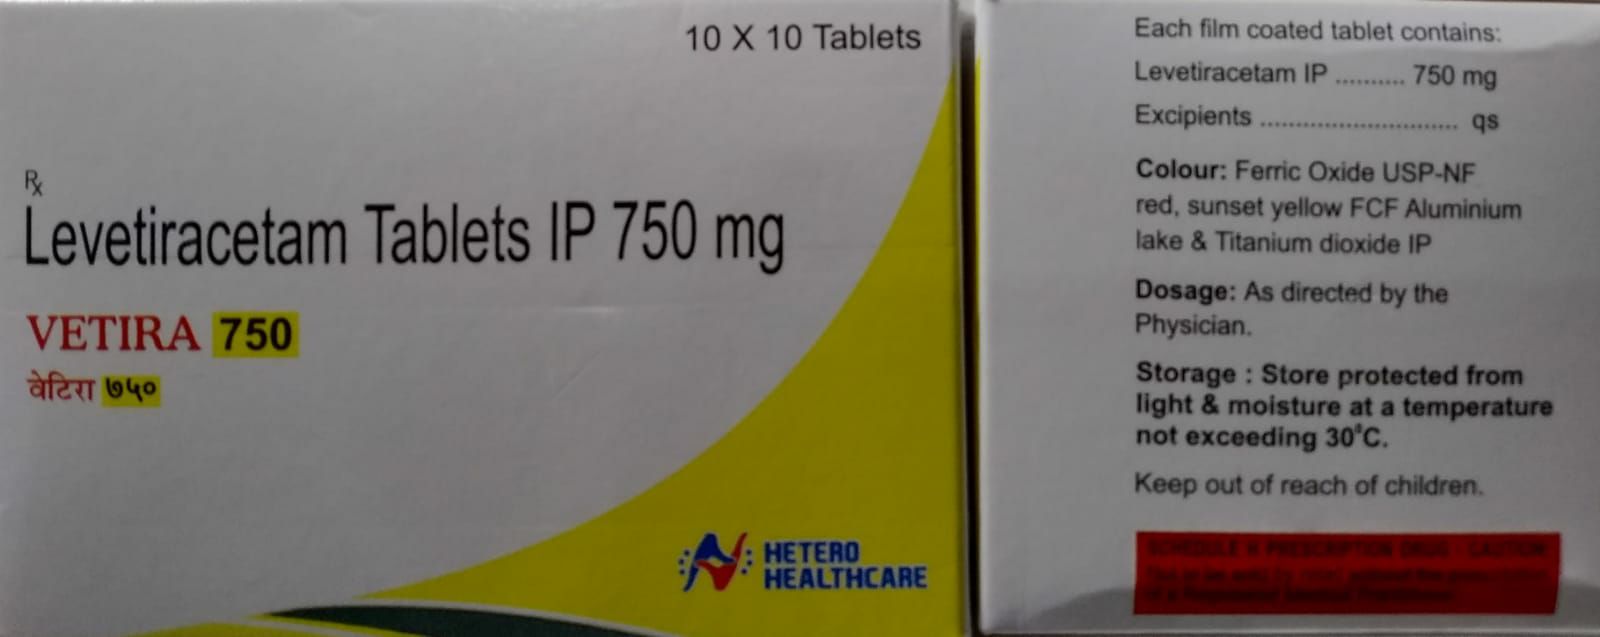 10 X 10 Tablets
Rx
Levetiracetam Tablets IP 750 mg
VETIRA 750
वेटिरा ७५०
HETERO
HEALTHCARE
Each film coated tablet contains:
Levetiracetam IP .......... 750 mg
Excipients ............................ qs
Colour: Ferric Oxide USP-NF
red, sunset yellow FCF Aluminium
lake & Titanium dioxide IP
Dosage: As directed by the
Physician.
Storage : Store protected from
light & moisture at a temperature
not exceeding 30°C.
Keep out of reach of children.
SCHEDULE H PRESCRIPTION DRUG - CAUTION